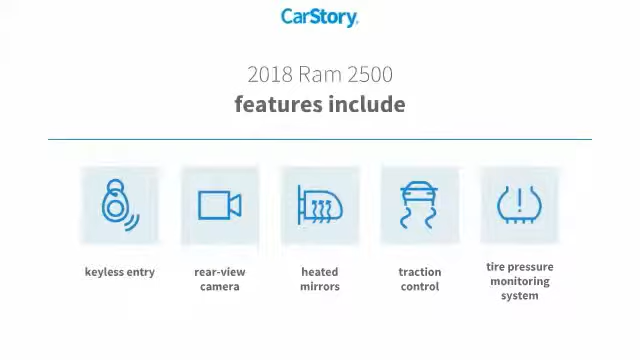 CarStory.
2018 Ram 2500
features include
keyless entry
rear-view
camera
heated
mirrors
traction
control
tire pressure
monitoring
system